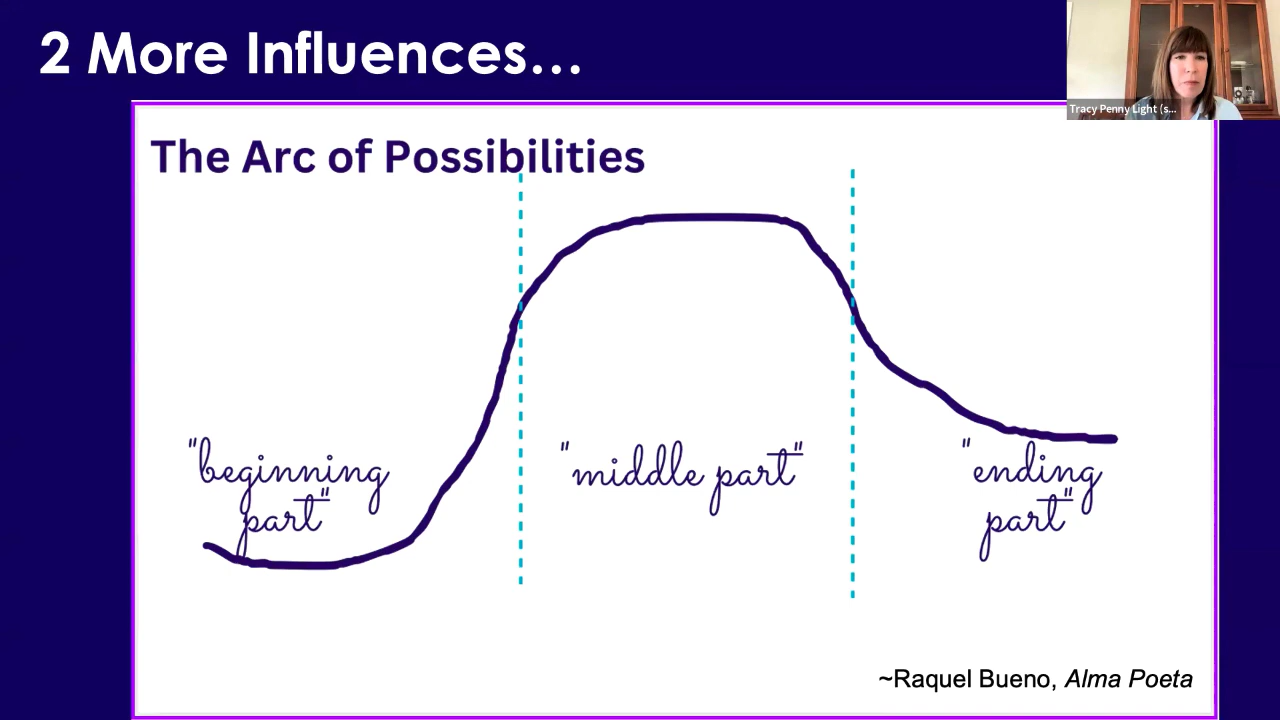 2 More Influences...
Tracy Penny Light (s...
The Arc of Possibilities
"beginning
part"
"middle part"
"ending
part"
~Raquel Bueno, Alma Poeta